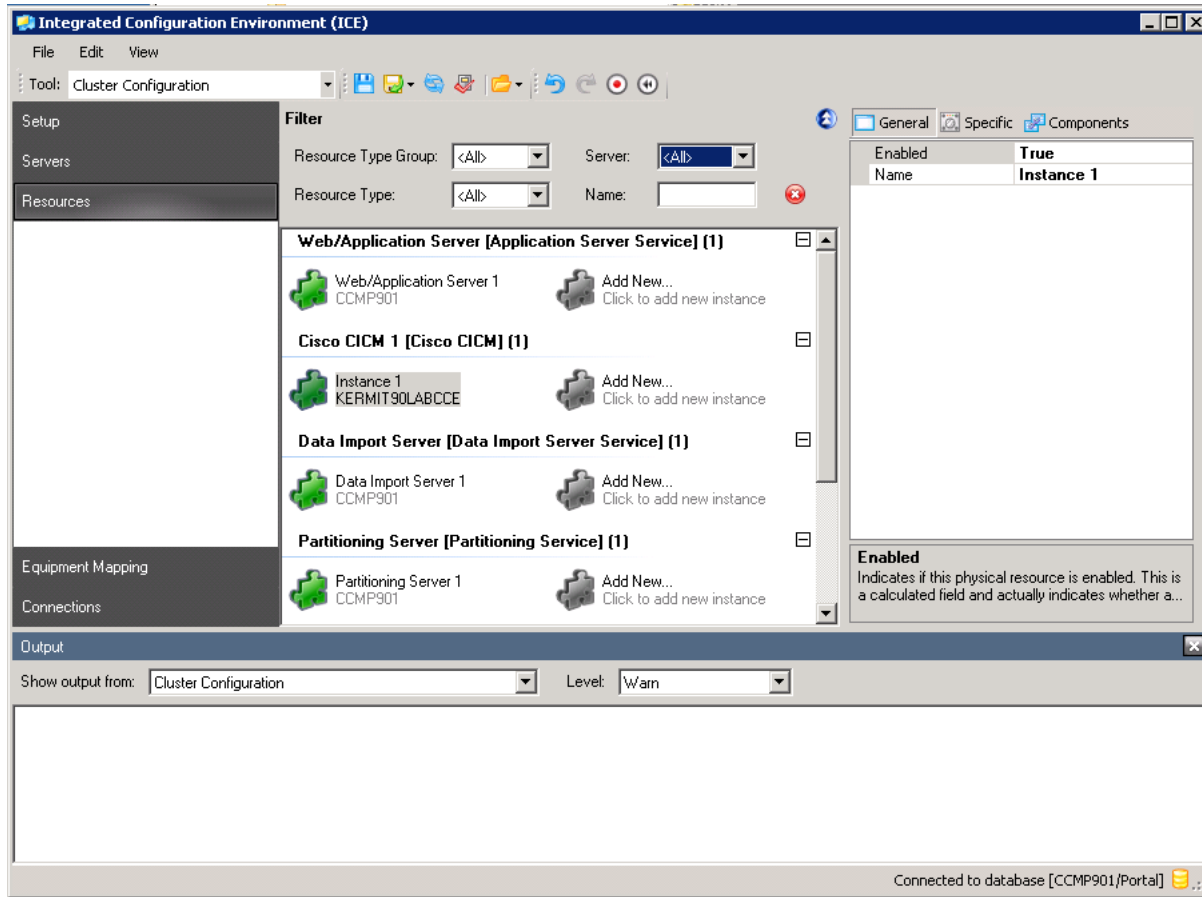 Integrated Configuration Environment (ICE)
File Edit View
Tool: Cluster Configuration
Setup
Servers
Resources
Equipment Mapping
Connections
Filter
Resource Type Group: <All> Server: <All>
Resource Type: <All> Name:
Web/Application Server [Application Server Service] (1)
Web/Application Server 1
CCMP901
Add New...
Click to add new instance
Cisco CICM 1 [Cisco CICM] (1)
Instance 1
KERMIT90LABCCE
Add New...
Click to add new instance
Data Import Server [Data Import Server Service] (1)
Data Import Server 1
CCMP901
Add New...
Click to add new instance
Partitioning Server [Partitioning Service] (1)
Partitioning Server 1
CCMP901
Add New...
Click to add new instance
General Specific Components
Enabled True
Name Instance 1
Enabled
Indicates if this physical resource is enabled. This is
a calculated field and actually indicates whether a...
Output
Show output from: Cluster Configuration Level: Warn
Connected to database [CCMP901/Portal]